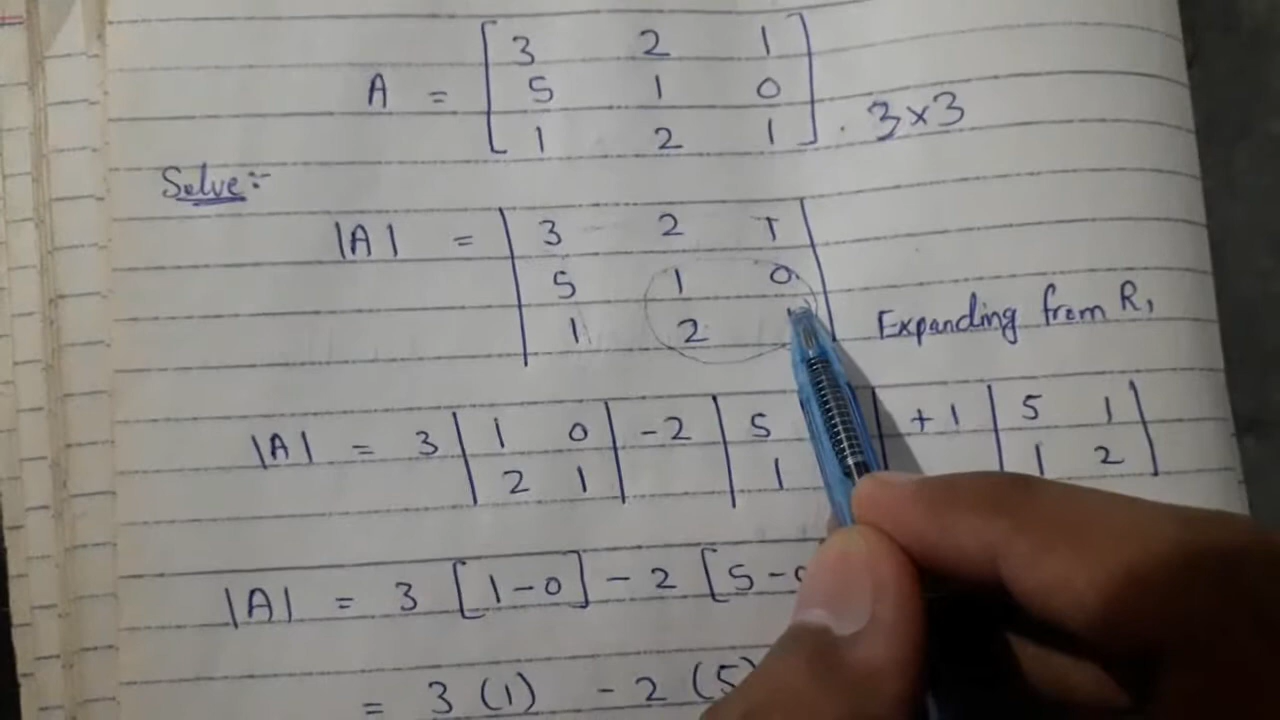 A = [ 3 2 1
5 1 0
1 2 1 ] . 3×3
Solve:-
|A| = | 3 2 1 |
5 1 0
1 2
Expanding from R₁
|A| = 3 | 1 0 | -2 | 5 | +1 | 5 1 |
2 1 1 1 2
|A| = 3 [1-0] - 2 [5-0
= 3 (1) - 2 (5)